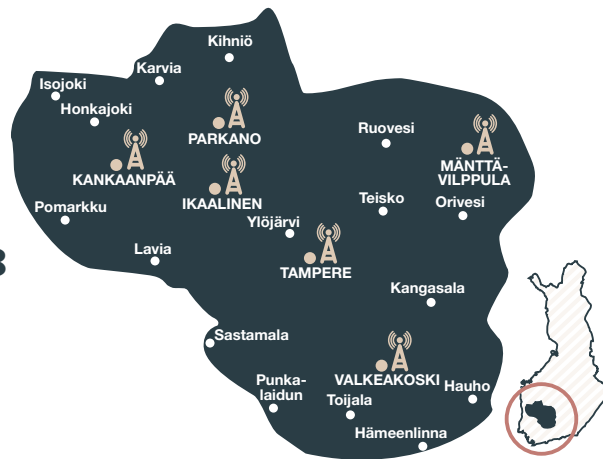 Kihniö
Karvia
Isojoki
Honkajoki
PARKANO
Ruovesi
MÄNTTÄ-
VILPPULA
KANKAANPÄÄ
IKAALINEN
Teisko
Orivesi
Pomarkku
Ylöjärvi
Lavia
TAMPERE
Kangasala
Sastamala
Punka-
laidun
VALKEAKOSKI
Toijala
Hauho
Hämeenlinna